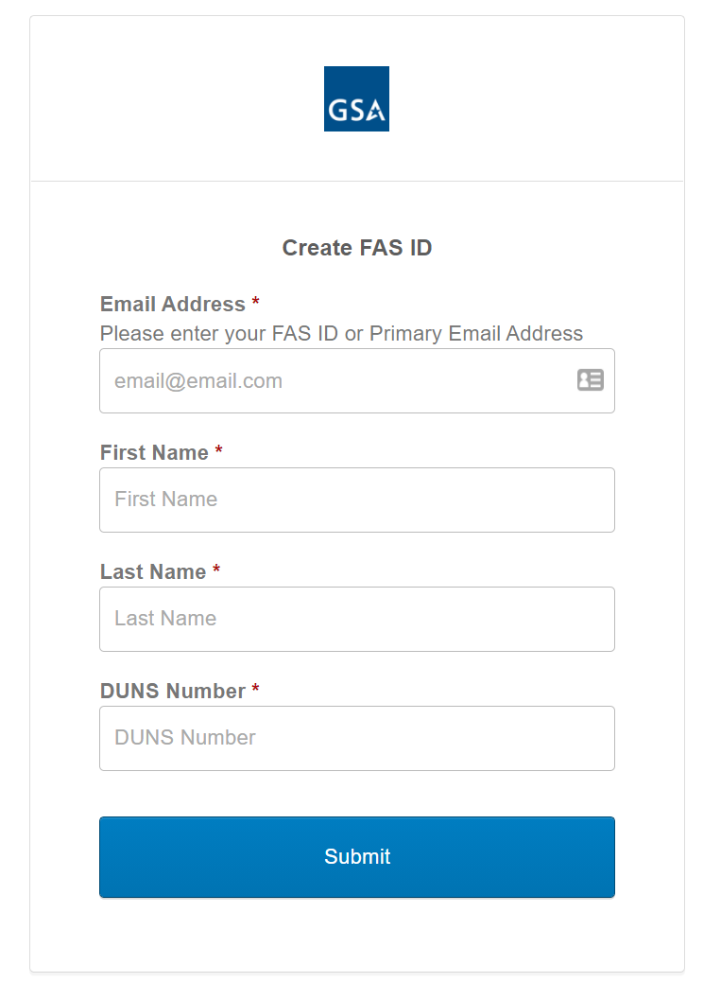 GSA
Create FAS ID
Email Address *
Please enter your FAS ID or Primary Email Address
email@email.com
First Name *
First Name
Last Name *
Last Name
DUNS Number *
DUNS Number
Submit